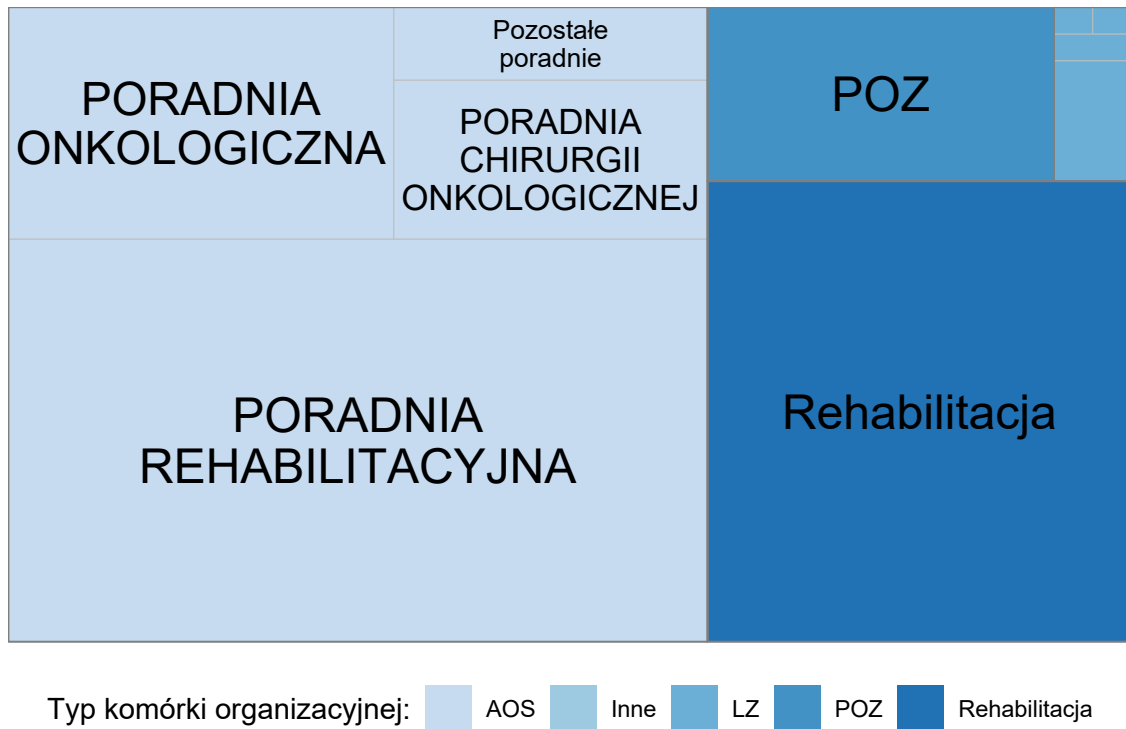 PORADNIA
ONKOLOGICZNA
Pozostałe
poradnie
PORADNIA
CHIRURGII
ONKOLOGICZNEJ
POZ
PORADNIA
REHABILITACYJNA
Rehabilitacja
Typ komórki organizacyjnej: AOS Inne LZ POZ Rehabilitacja